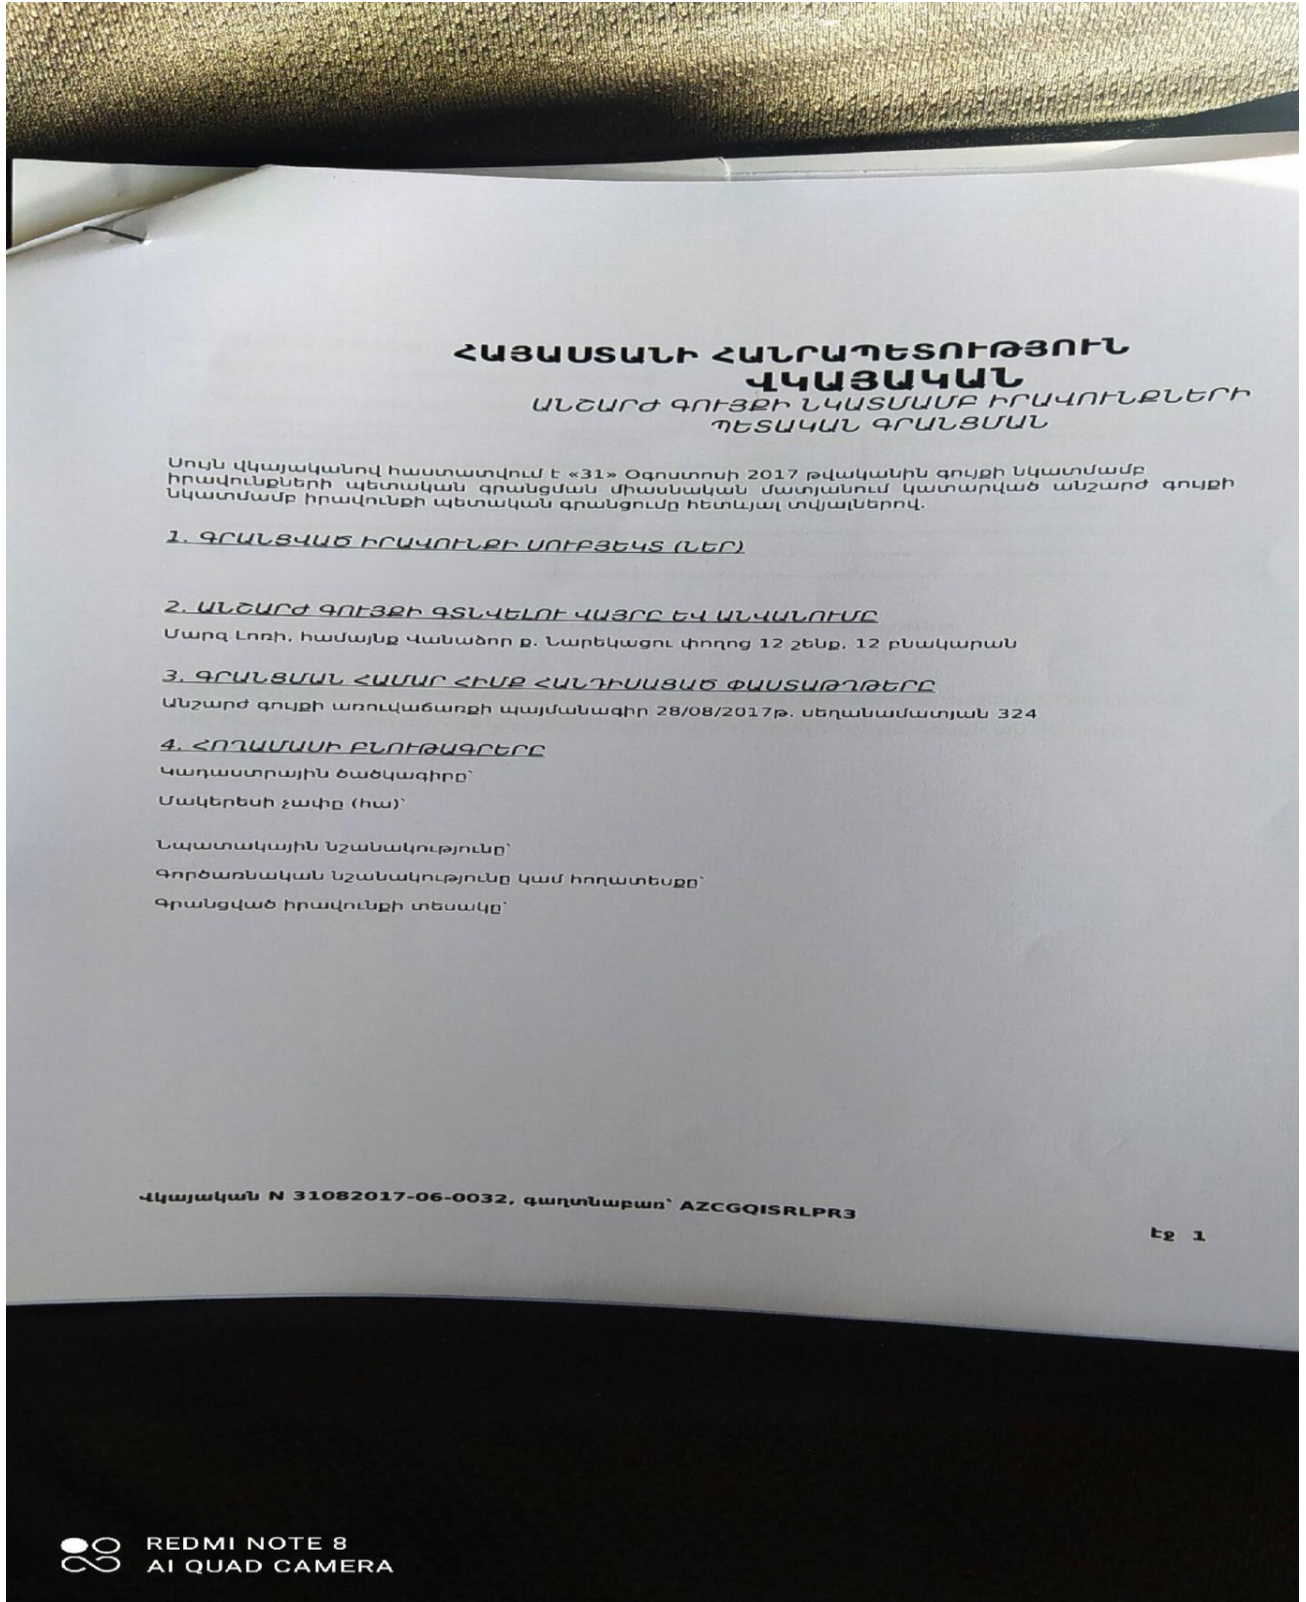 ՀԱՅԱՍՏԱՆԻ ՀԱՆՐԱՊԵՏՈՒԹՅՈՒՆ
ՎԿԱՅԱԿԱՆ
ԱՆՇԱՐԺ ԳՈՒՅՔԻ ՆԿԱՏՄԱՄԲ ԻՐԱՎՈՒՆՔՆԵՐԻ
ՊԵՏԱԿԱՆ ԳՐԱՆՑՄԱՆ
Սույն վկայականով հաստատվում է «31» Օգոստոսի 2017 թվականին գույքի նկատմամբ
իրավունքների պետական գրանցման միասնական մատյանում կատարված անշարժ գույքի
նկատմամբ իրավունքի պետական գրանցումը հետևյալ տվյալներով.
1. ԳՐԱՆՑՎԱԾ ԻՐԱՎՈՒՆՔԻ ՍՈՒԲՅԵԿՏ (ՆԵՐ)
2. ԱՆՇԱՐԺ ԳՈՒՅՔԻ ԳՏՆՎԵԼՈՒ ՎԱՅՐԸ ԵՎ ԱՆՎԱՆՈՒՄԸ
Մարզ Լոռի, համայնք Վանաձոր ք. Նարեկացու փողոց 12 շենք, 12 բնակարան
3. ԳՐԱՆՑՄԱՆ ՀԱՄԱՐ ՀԻՄՔ ՀԱՆԴԻՍԱՑԱԾ ՓԱՍՏԱԹՂԹԵՐԸ
Անշարժ գույքի առուվաճառքի պայմանագիր 28/08/2017թ. սեղանամատյան 324
4. ՀՈՂԱՄԱՍԻ ԲՆՈՒԹԱԳՐԵՐԸ
Կադաստրային ծածկագիրը՝
Մակերեսի չափը (հա)՝
Նպատակային նշանակությունը՝
Գործառնական նշանակությունը կամ հողատեսքը՝
Գրանցված իրավունքի տեսակը՝
Վկայական N 31082017-06-0032, գաղտնաբառ՝ AZCGQISRLPR3
Էջ 1
REDMI NOTE 8
AI QUAD CAMERA